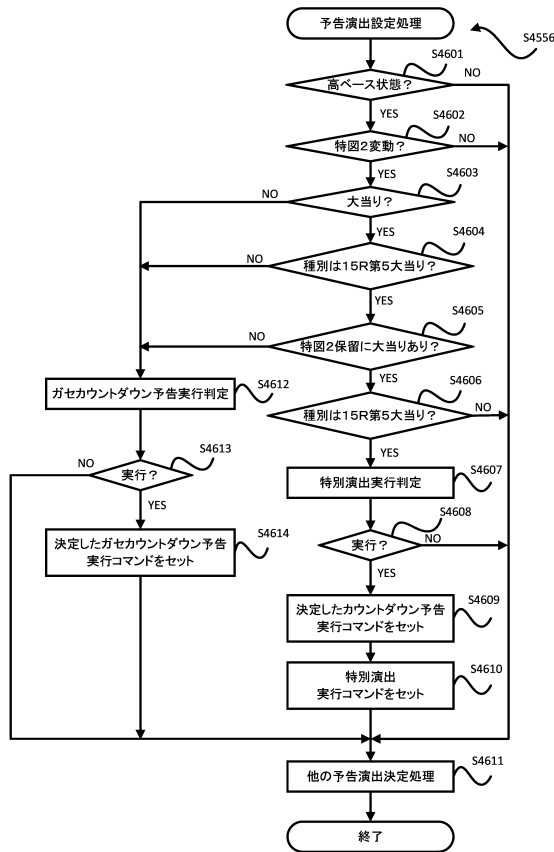 予告演出設定処理
S4556
S4601
高ベース状態？
NO
YES
S4602
特図2変動？
NO
YES
S4603
大当り？
NO
YES
S4604
種別は15R第5大当り？
NO
YES
S4605
特図2保留に大当りあり？
NO
YES
S4606
種別は15R第5大当り？
NO
YES
S4612
ガセカウントダウン予告実行判定
S4607
特別演出実行判定
S4613
実行？
NO
YES
S4608
実行？
NO
YES
S4614
決定したガセカウントダウン予告
実行コマンドをセット
S4609
決定したカウントダウン予告
実行コマンドをセット
S4610
特別演出
実行コマンドをセット
S4611
他の予告演出決定処理
終了